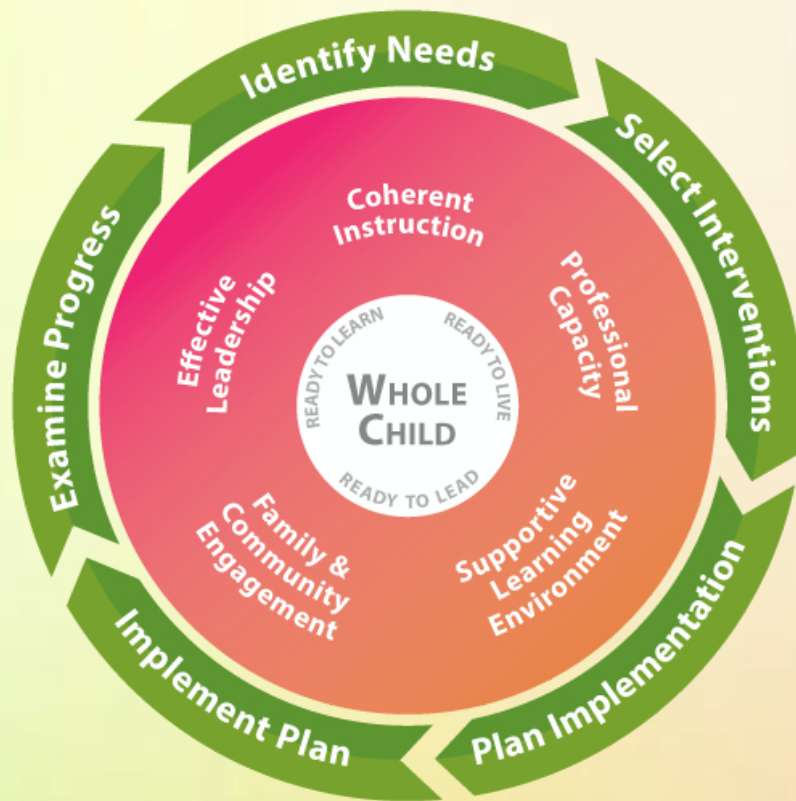 Identify Needs
Select Interventions
Plan Implementation
Implement Plan
Examine Progress
Coherent
Instruction
Professional
Capacity
Supportive
Learning
Environment
Family &
Community
Engagement
Effective
Leadership
READY TO LEARN
READY TO LIVE
READY TO LEAD
WHOLE
CHILD